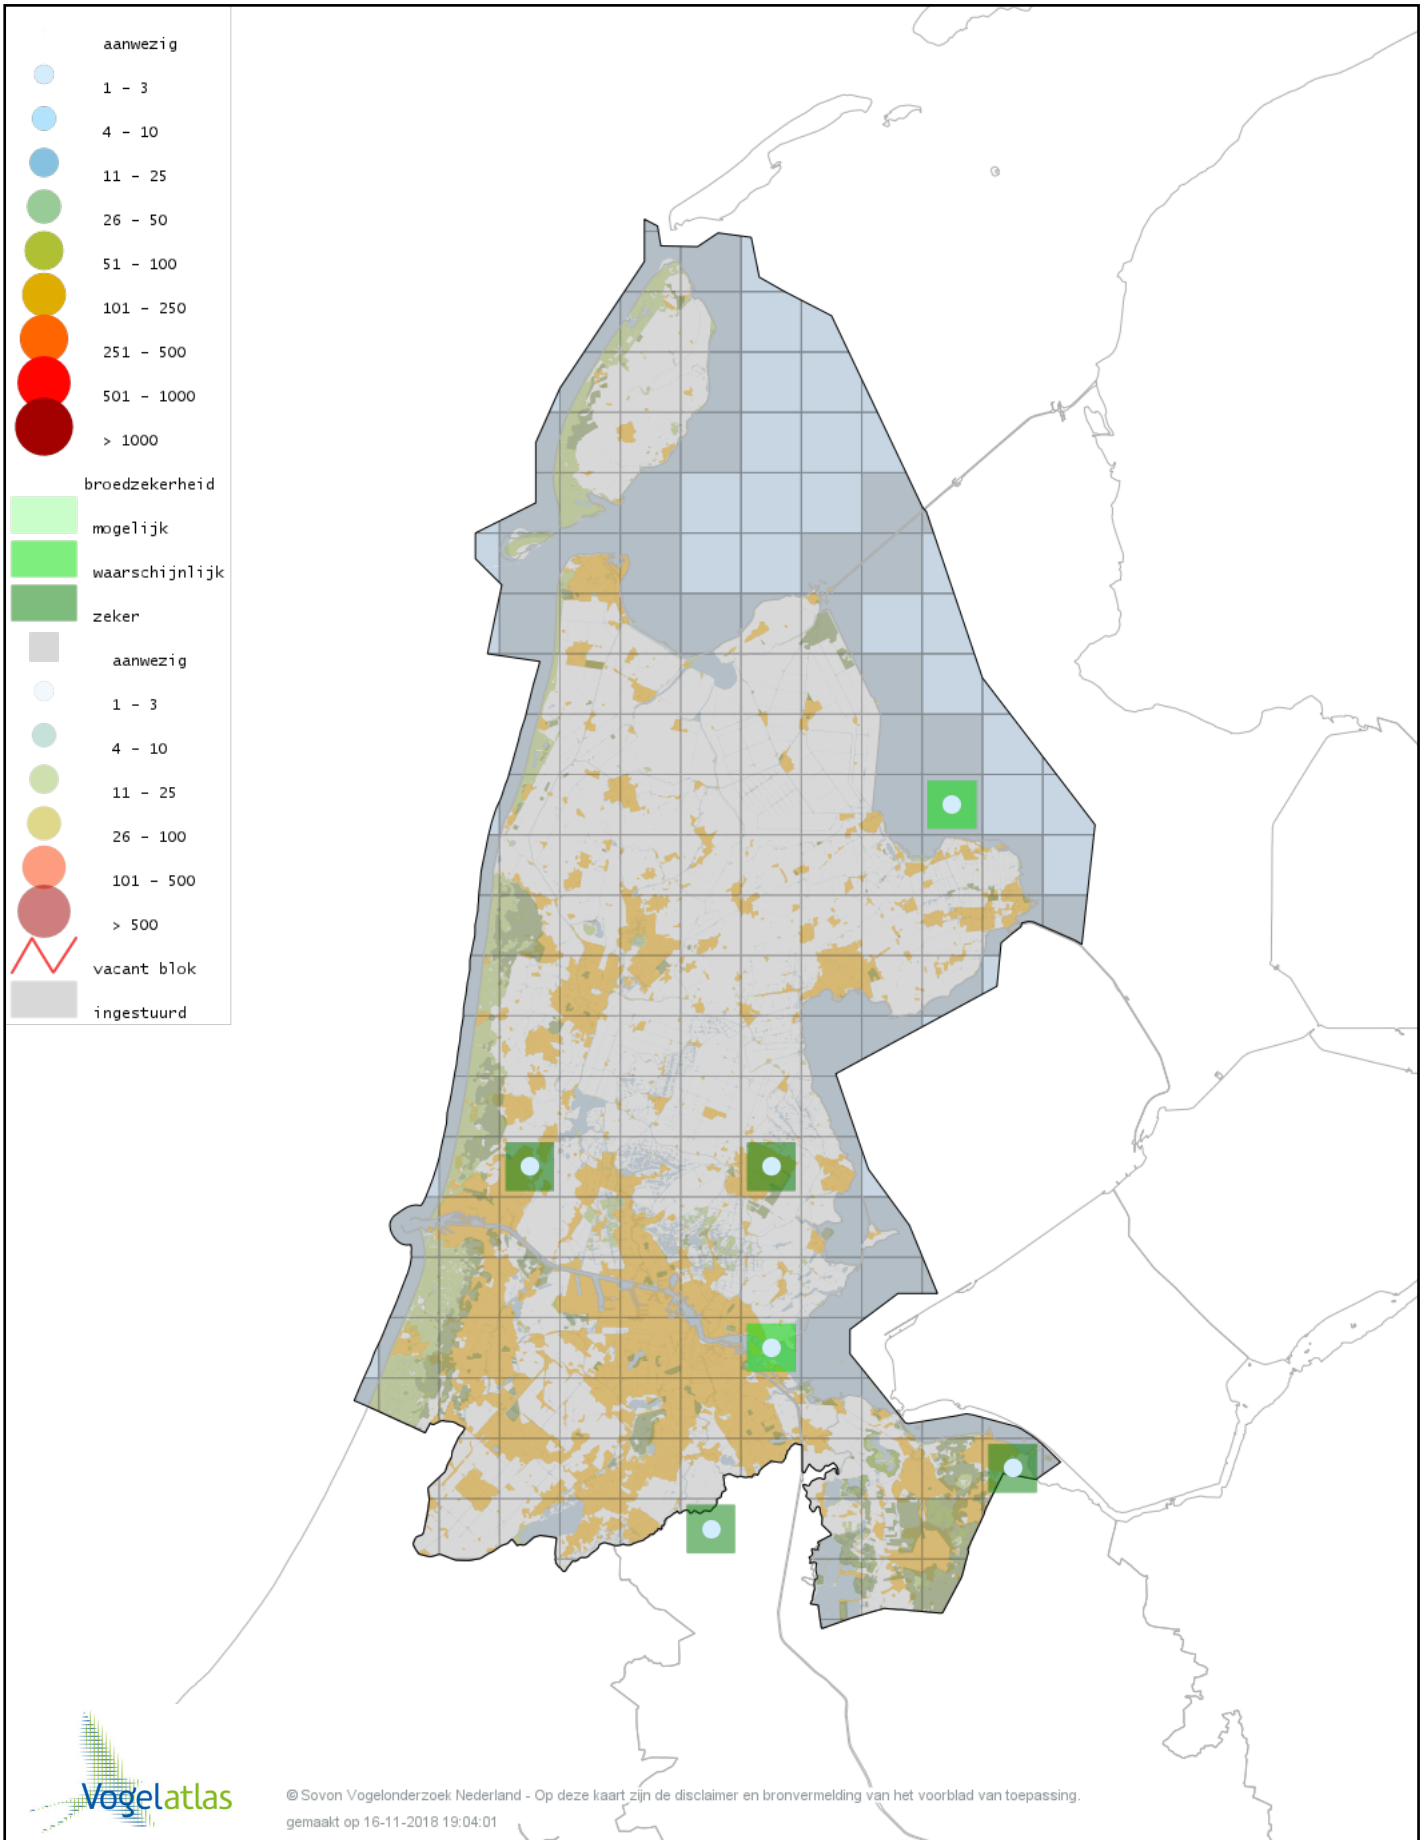 aanwezig
1 - 3
4 - 10
11 - 25
26 - 50
51 - 100
101 - 250
251 - 500
501 - 1000
> 1000
broedzekerheid
mogelijk
waarschijnlijk
zeker
aanwezig
1 - 3
4 - 10
11 - 25
26 - 100
101 - 500
> 500
vacant blok
ingestuurd
Vogelatlas
© Sovon Vogelonderzoek Nederland - Op deze kaart zijn de disclaimer en bronvermelding van het voorblad van toepassing.
gemaakt op 16-11-2018 19:04:01